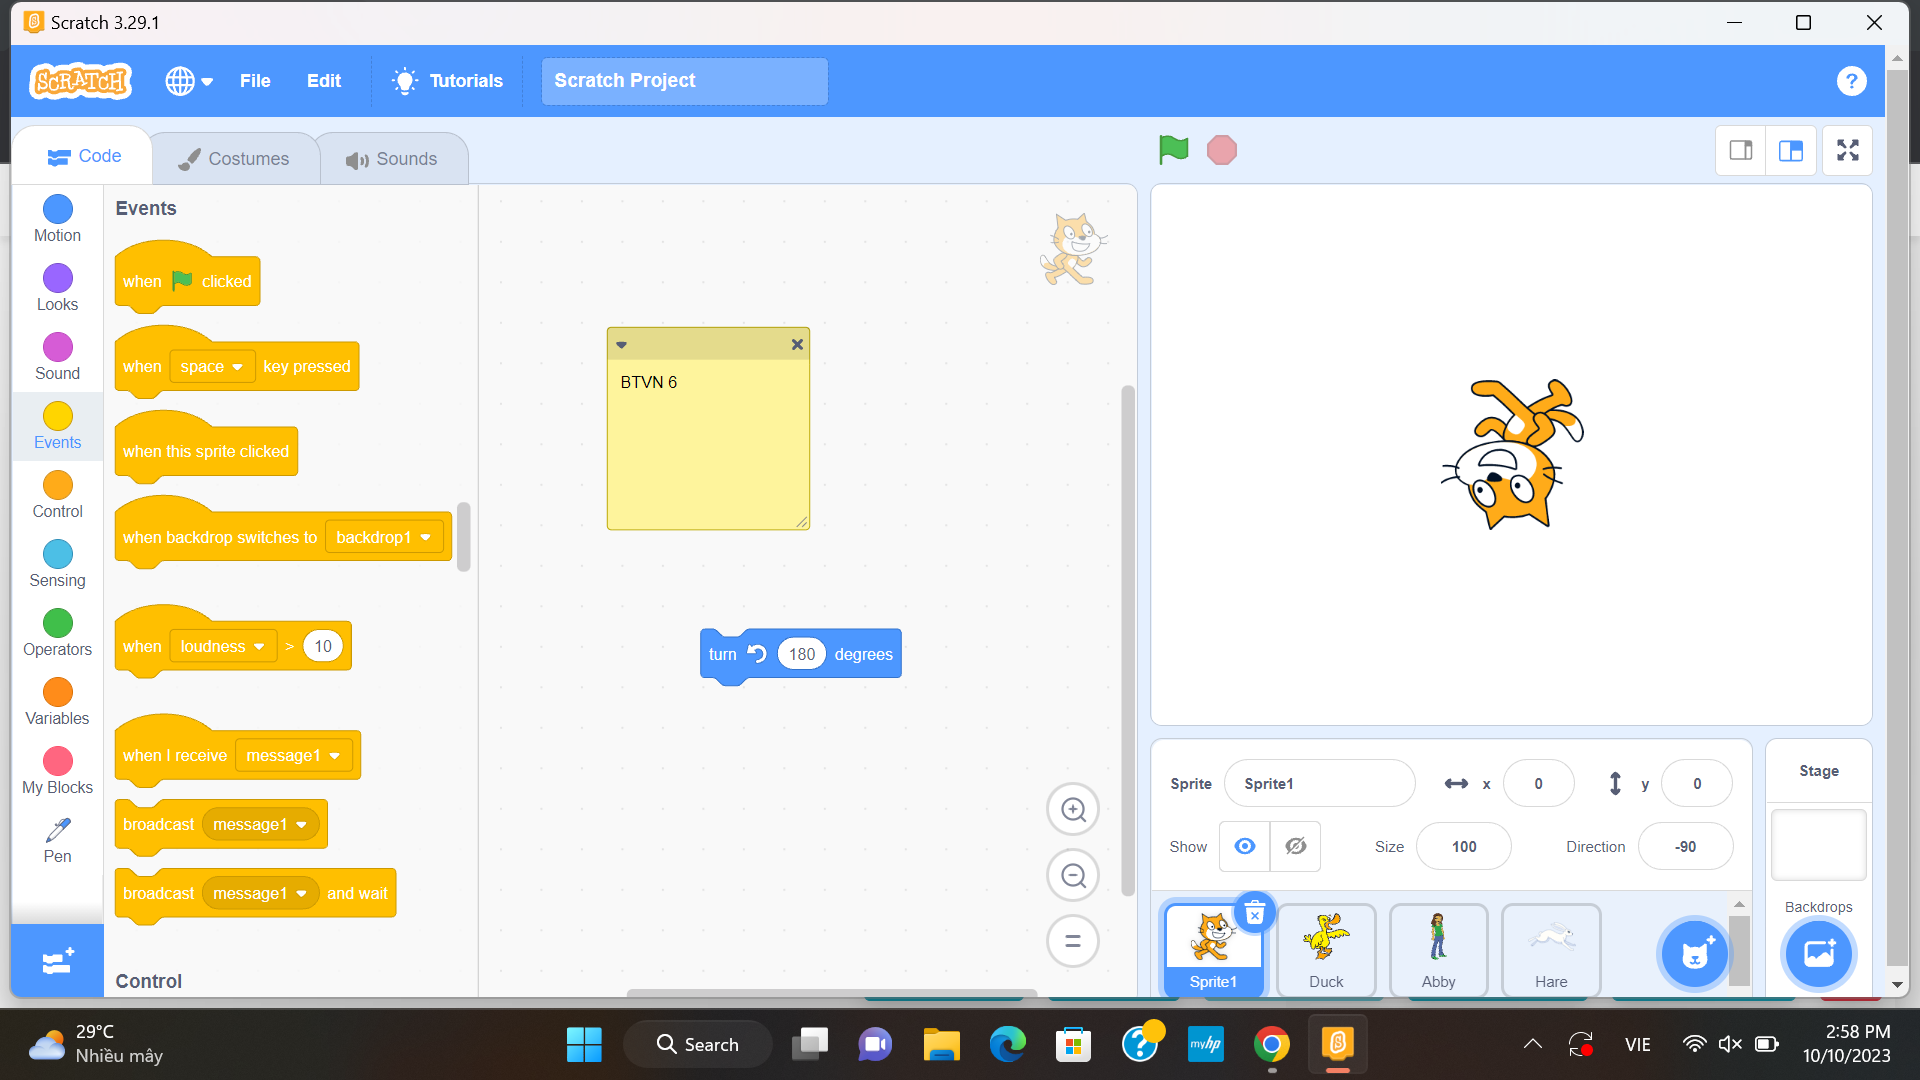 Scratch 3.29.1
SCRATCH
File
Edit
Tutorials
Scratch Project
?
Code
Costumes
Sounds
Motion
Looks
Sound
Events
Control
Sensing
Operators
Variables
My Blocks
Pen
Events
when clicked
when space key pressed
when this sprite clicked
when backdrop switches to backdrop1
when loudness > 10
when I receive message1
broadcast message1
broadcast message1 and wait
Control
BTVN 6
turn 180 degrees
Sprite Sprite1 x 0 y 0
Show Size 100 Direction -90
Sprite1
Duck
Abby
Hare
Stage
Backdrops
29°C
Nhiều mây
Search
myhp
VIE
2:58 PM
10/10/2023